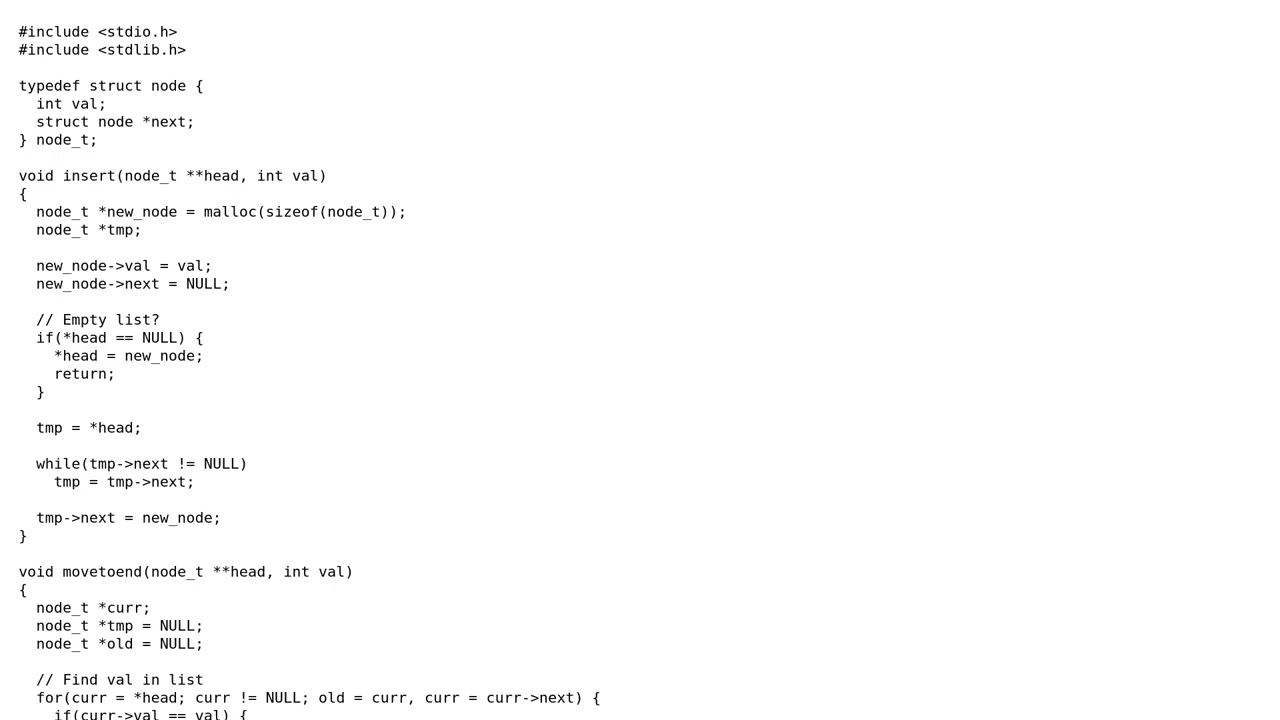 #include <stdio.h>
#include <stdlib.h>

typedef struct node {
  int val;
  struct node *next;
} node_t;

void insert(node_t **head, int val)
{
  node_t *new_node = malloc(sizeof(node_t));
  node_t *tmp;

  new_node->val = val;
  new_node->next = NULL;

  // Empty list?
  if(*head == NULL) {
    *head = new_node;
    return;
  }

  tmp = *head;

  while(tmp->next != NULL)
    tmp = tmp->next;

  tmp->next = new_node;
}

void movetoend(node_t **head, int val)
{
  node_t *curr;
  node_t *tmp = NULL;
  node_t *old = NULL;

  // Find val in list
  for(curr = *head; curr != NULL; old = curr, curr = curr->next) {
    if(curr->val == val) {